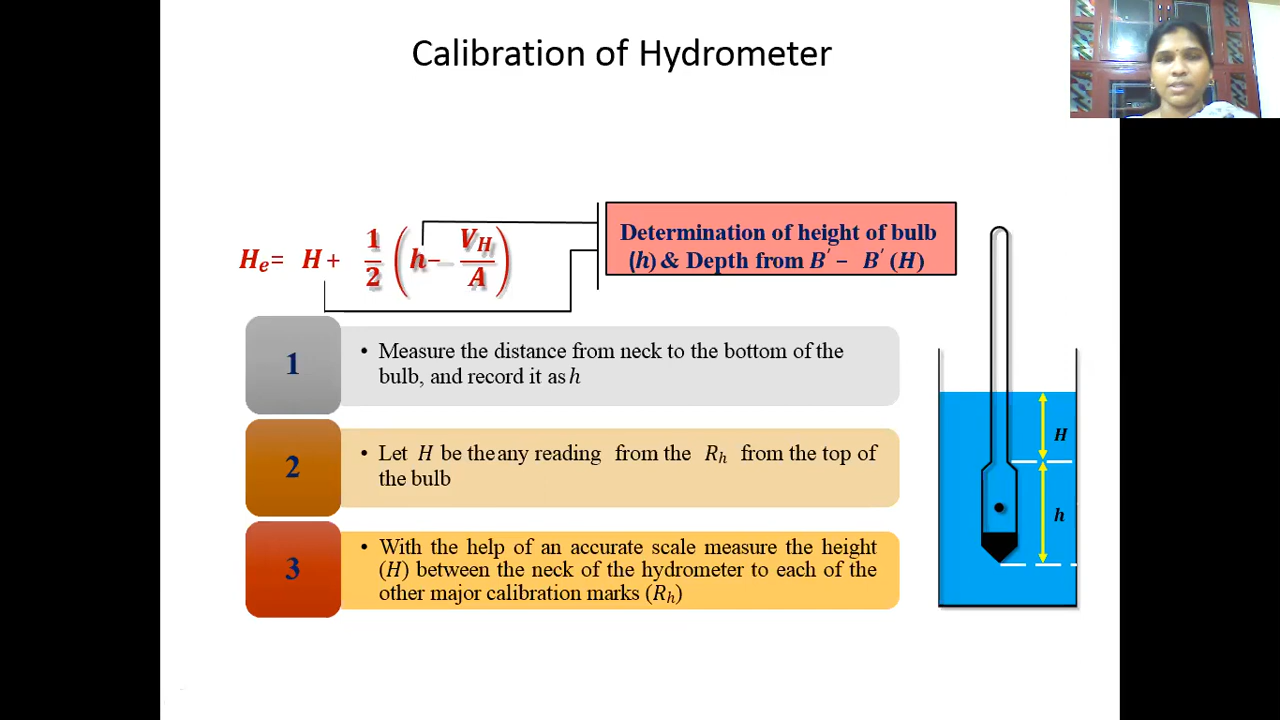 Calibration of Hydrometer
Hₑ= H + 1/2 (h− V_H/A)
Determination of height of bulb
(h) & Depth from B′ − B′ (H)
1
• Measure the distance from neck to the bottom of the
bulb, and record it as h
2
• Let H be the any reading from the Rₕ from the top of
the bulb
3
• With the help of an accurate scale measure the height
(H) between the neck of the hydrometer to each of the
other major calibration marks (Rₕ)
H
h